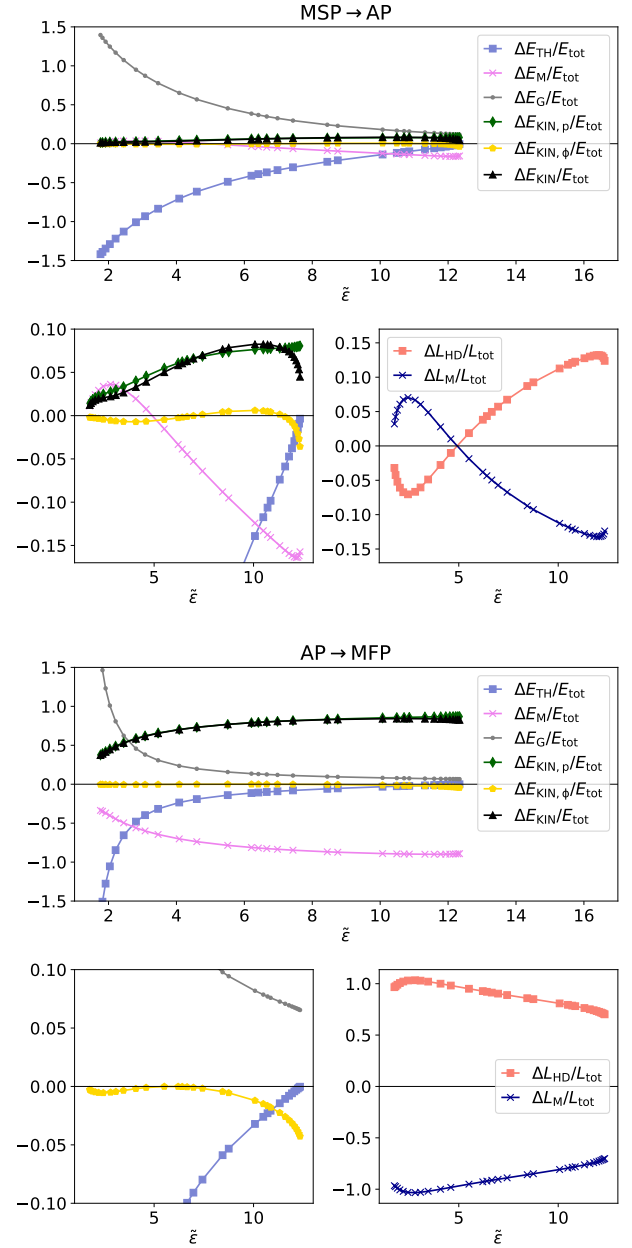 MSP → AP
1.5
1.0
0.5
0.0
−0.5
−1.0
−1.5
ΔE_TH/E_tot
ΔE_M/E_tot
ΔE_G/E_tot
ΔE_KIN,p/E_tot
ΔE_KIN,ϕ/E_tot
ΔE_KIN/E_tot
2 4 6 8 10 12 14 16
ε̃
0.10
0.05
0.00
−0.05
−0.10
−0.15
5 10
ε̃
0.15
0.10
0.05
0.00
−0.05
−0.10
−0.15
ΔL_HD/L_tot
ΔL_M/L_tot
5 10
ε̃
AP → MFP
1.5
1.0
0.5
0.0
−0.5
−1.0
−1.5
ΔE_TH/E_tot
ΔE_M/E_tot
ΔE_G/E_tot
ΔE_KIN,p/E_tot
ΔE_KIN,ϕ/E_tot
ΔE_KIN/E_tot
2 4 6 8 10 12 14 16
ε̃
0.10
0.05
0.00
−0.05
−0.10
5 10
ε̃
1.0
0.5
0.0
−0.5
−1.0
ΔL_HD/L_tot
ΔL_M/L_tot
5 10
ε̃